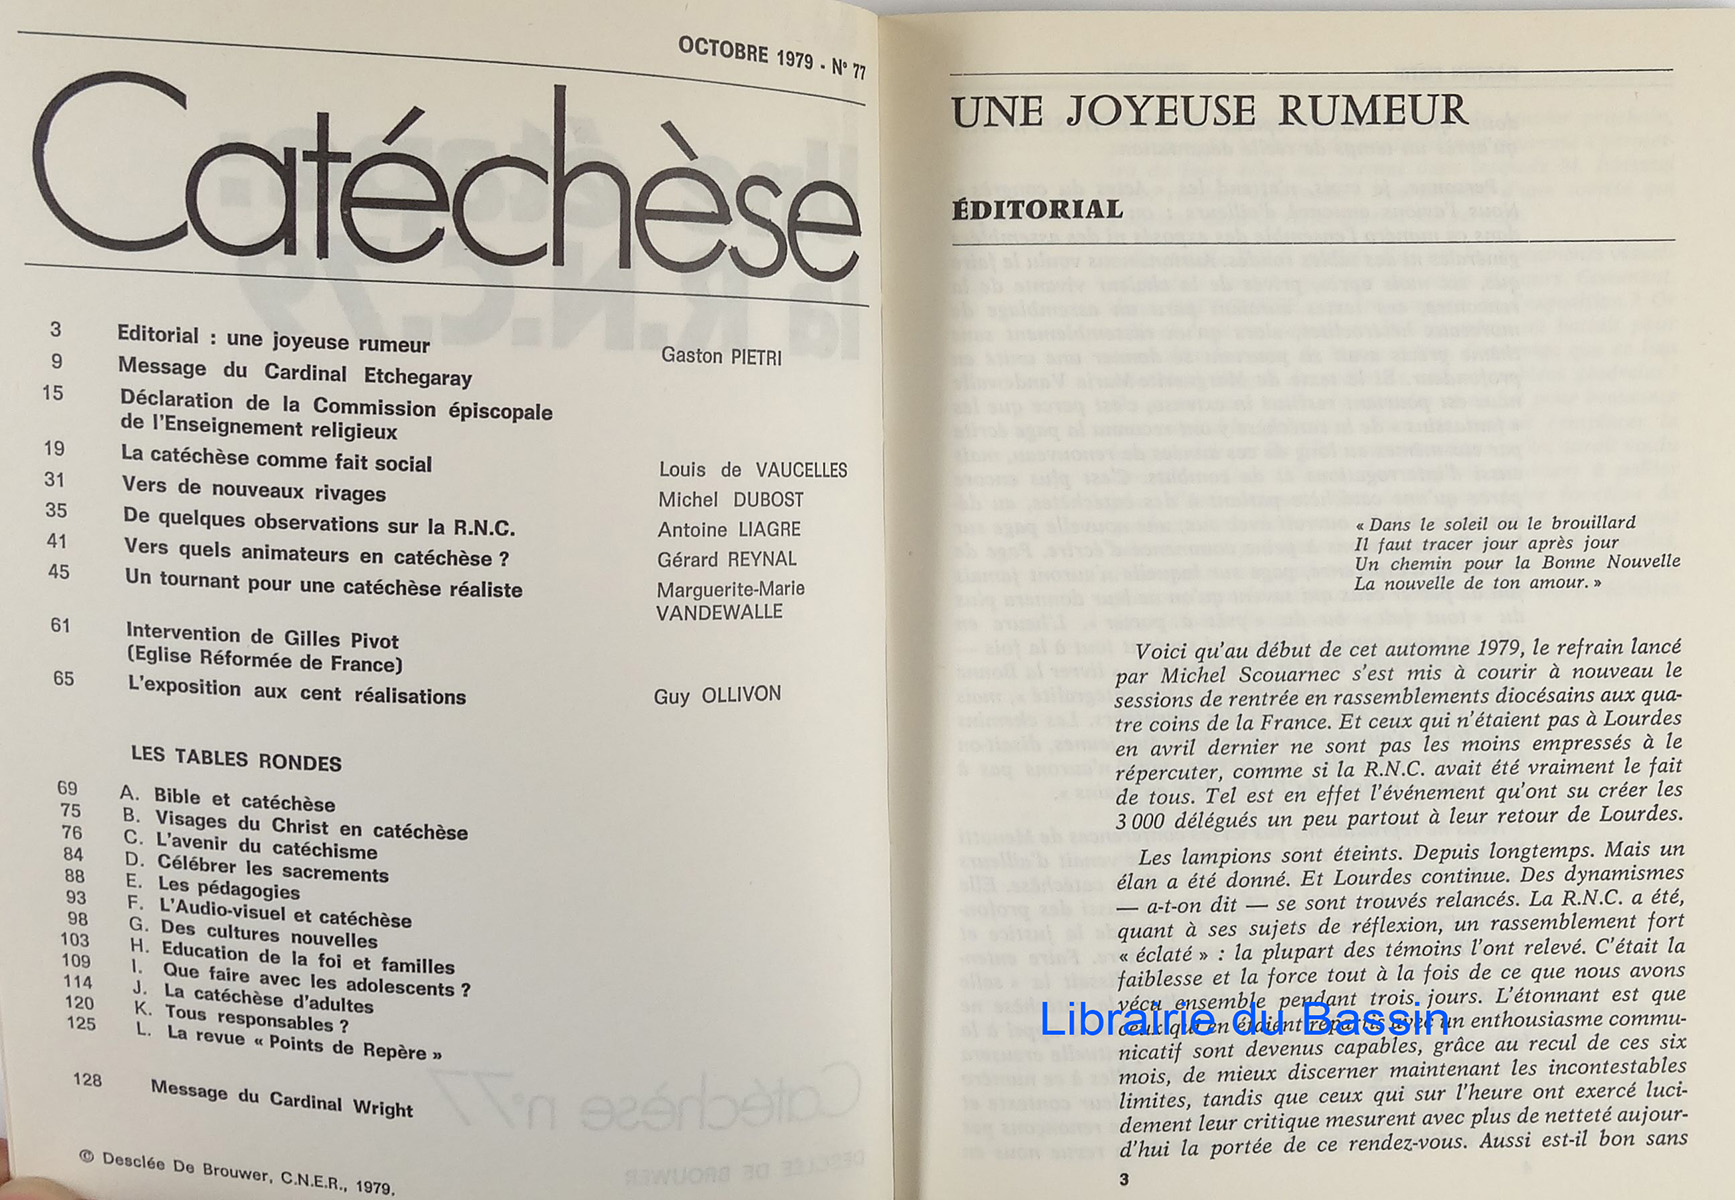 OCTOBRE 1979 - N° 77
Catéchèse
3 Editorial : une joyeuse rumeur Gaston PIETRI
9 Message du Cardinal Etchegaray
15 Déclaration de la Commission épiscopale
de l'Enseignement religieux
19 La catéchèse comme fait social Louis de VAUCELLES
31 Vers de nouveaux rivages Michel DUBOST
35 De quelques observations sur la R.N.C. Antoine LIAGRE
41 Vers quels animateurs en catéchèse ? Gérard REYNAL
45 Un tournant pour une catéchèse réaliste Marguerite-Marie
VANDEWALLE
61 Intervention de Gilles Pivot
(Eglise Réformée de France)
65 L'exposition aux cent réalisations Guy OLLIVON
LES TABLES RONDES
69 A. Bible et catéchèse
75 B. Visages du Christ en catéchèse
76 C. L'avenir du catéchisme
84 D. Célébrer les sacrements
88 E. Les pédagogies
93 F. L'Audio-visuel et catéchèse
98 G. Des cultures nouvelles
103 H. Education de la foi et familles
109 I. Que faire avec les adolescents ?
114 J. La catéchèse d'adultes
120 K. Tous responsables ?
125 L. La revue « Points de Repère »
128 Message du Cardinal Wright
© Desclée De Brouwer, C.N.E.R., 1979.
UNE JOYEUSE RUMEUR
ÉDITORIAL
« Dans le soleil ou le brouillard
Il faut tracer jour après jour
Un chemin pour la Bonne Nouvelle
La nouvelle de ton amour. »
Voici qu'au début de cet automne 1979, le refrain lancé
par Michel Scouarnec s'est mis à courir à nouveau le
sessions de rentrée en rassemblements diocésains aux qua-
tre coins de la France. Et ceux qui n'étaient pas à Lourdes
en avril dernier ne sont pas les moins empressés à le
répercuter, comme si la R.N.C. avait été vraiment le fait
de tous. Tel est en effet l'événement qu'ont su créer les
3 000 délégués un peu partout à leur retour de Lourdes.
Les lampions sont éteints. Depuis longtemps. Mais un
élan a été donné. Et Lourdes continue. Des dynamismes
— a-t-on dit — se sont trouvés relancés. La R.N.C. a été,
quant à ses sujets de réflexion, un rassemblement fort
« éclaté » : la plupart des témoins l'ont relevé. C'était la
faiblesse et la force tout à la fois de ce que nous avons
vécu ensemble pendant trois jours. L'étonnant est que
ceux qui en étaient repartis avec un enthousiasme commu-
nicatif sont devenus capables, grâce au recul de ces six
mois, de mieux discerner maintenant les incontestables
limites, tandis que ceux qui sur l'heure ont exercé luci-
dement leur critique mesurent avec plus de netteté aujour-
d'hui la portée de ce rendez-vous. Aussi est-il bon sans
3
Librairie du Bassin